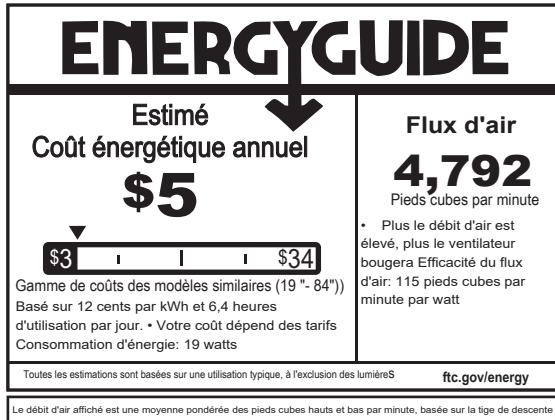 ENERGYGUIDE
Estimé
Coût énergétique annuel
$5
$3
$34
Gamme de coûts des modèles similaires (19 "- 84"))
Basé sur 12 cents par kWh et 6,4 heures
d'utilisation par jour. • Votre coût dépend des tarifs
Consommation d'énergie: 19 watts
Flux d'air
4,792
Pieds cubes par minute
• Plus le débit d'air est
élevé, plus le ventilateur
bougera Efficacité du flux
d'air: 115 pieds cubes par
minute par watt
Toutes les estimations sont basées sur une utilisation typique, à l'exclusion des lumièreS
ftc.gov/energy
Le débit d'air affiché est une moyenne pondérée des pieds cubes hauts et bas par minute, basée sur la tige de descente